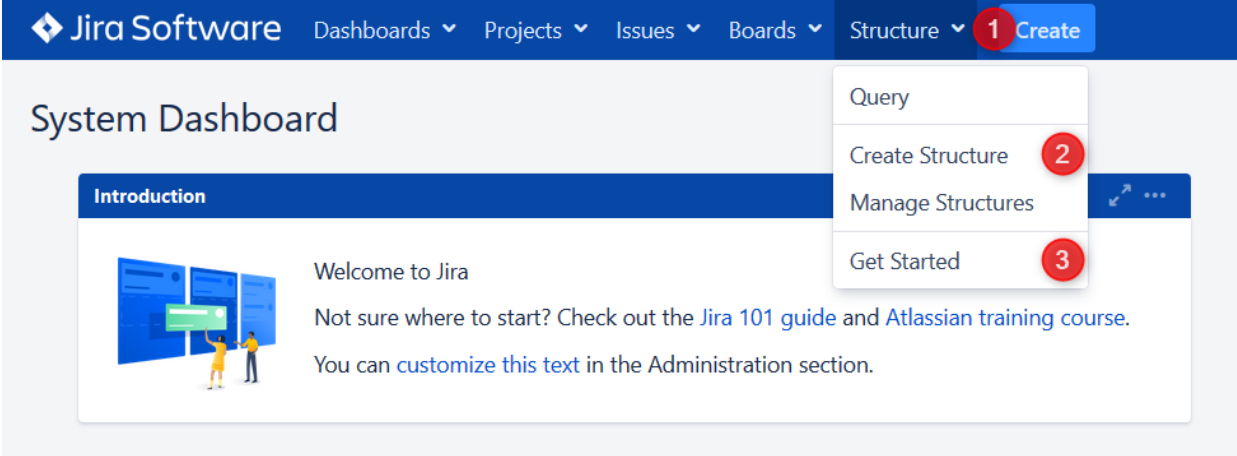 Jira Software Dashboards Projects Issues Boards Structure 1 Create
Query
System Dashboard
Create Structure 2
Introduction
Manage Structures
Get Started 3
Welcome to Jira
Not sure where to start? Check out the Jira 101 guide and Atlassian training course.
You can customize this text in the Administration section.